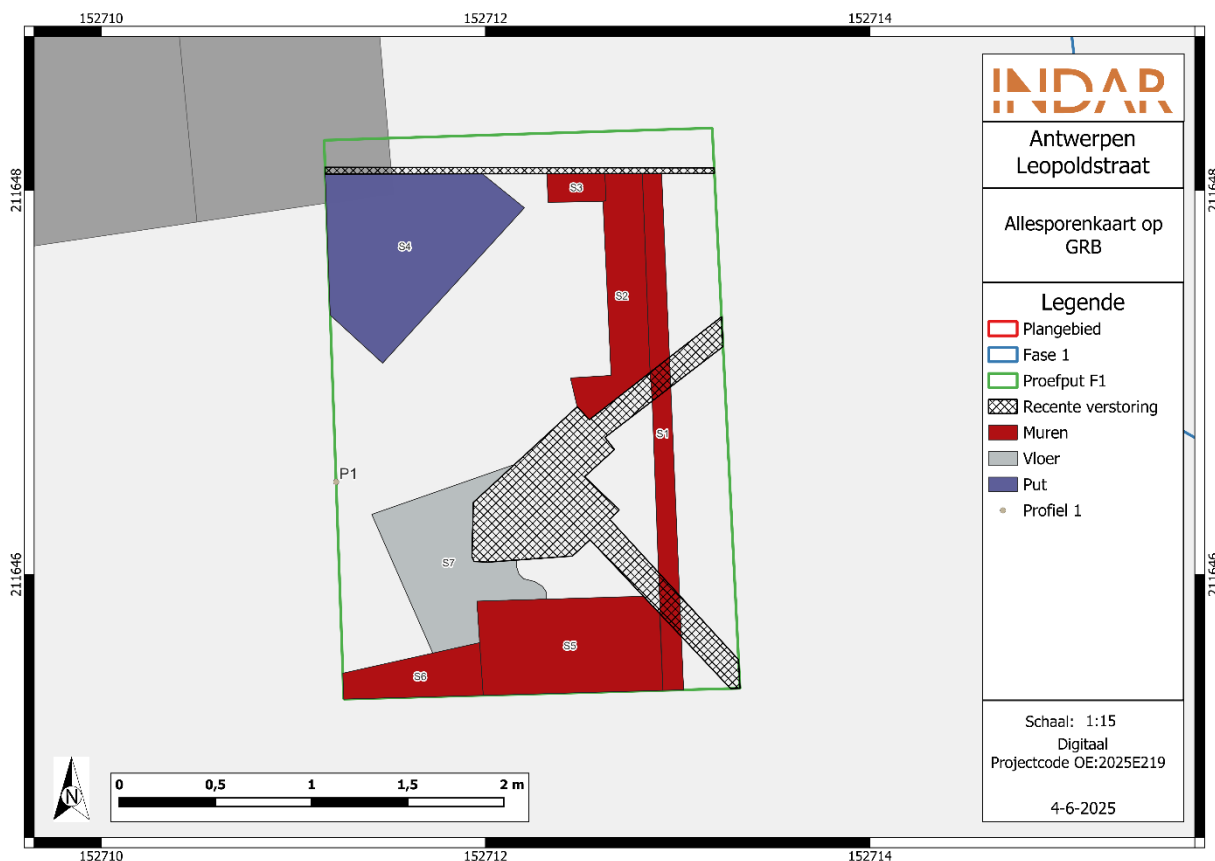 152710
152712
152714
211648
211648
211646
211646
S3
S4
S2
S1
P1
S7
S5
S6
INDAR
Antwerpen
Leopoldstraat
Allesporenkaart op
GRB
Legende
Plangebied
Fase 1
Proefput F1
Recente verstoring
Muren
Vloer
Put
Profiel 1
Schaal: 1:15
Digitaal
Projectcode OE:2025E219
4-6-2025
N
0 0,5 1 1,5 2 m
152710
152712
152714